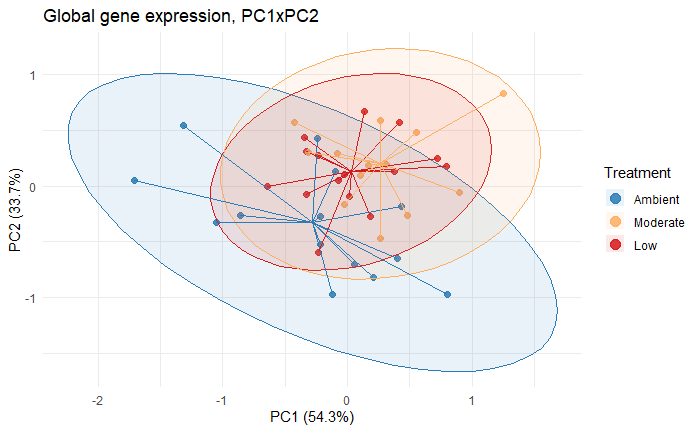 Global gene expression, PC1xPC2
1
0
-1
PC2 (33.7%)
-2
-1
0
1
PC1 (54.3%)
Treatment
Ambient
Moderate
Low